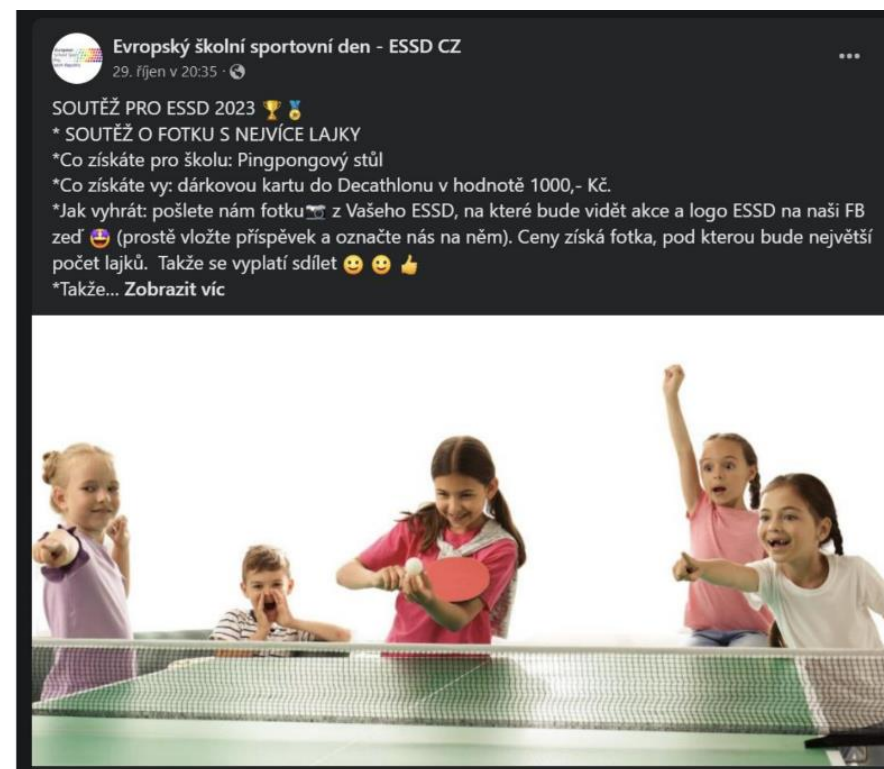 Evropský školní sportovní den - ESSD CZ
29. říjen v 20:35 ·
SOUTĚŽ PRO ESSD 2023 🏆 🏅
* SOUTĚŽ O FOTKU S NEJVÍCE LAJKY
*Co získáte pro školu: Pingpongový stůl
*Co získáte vy: dárkovou kartu do Decathlonu v hodnotě 1000,- Kč.
*Jak vyhrát: pošlete nám fotku📷 z Vašeho ESSD, na které bude vidět akce a logo ESSD na naši FB
zeď 🤩 (prostě vložte příspěvek a označte nás na něm). Ceny získá fotka, pod kterou bude největší
počet lajků.  Takže se vyplatí sdílet 🙂 🙂 👍
*Takže... Zobrazit víc